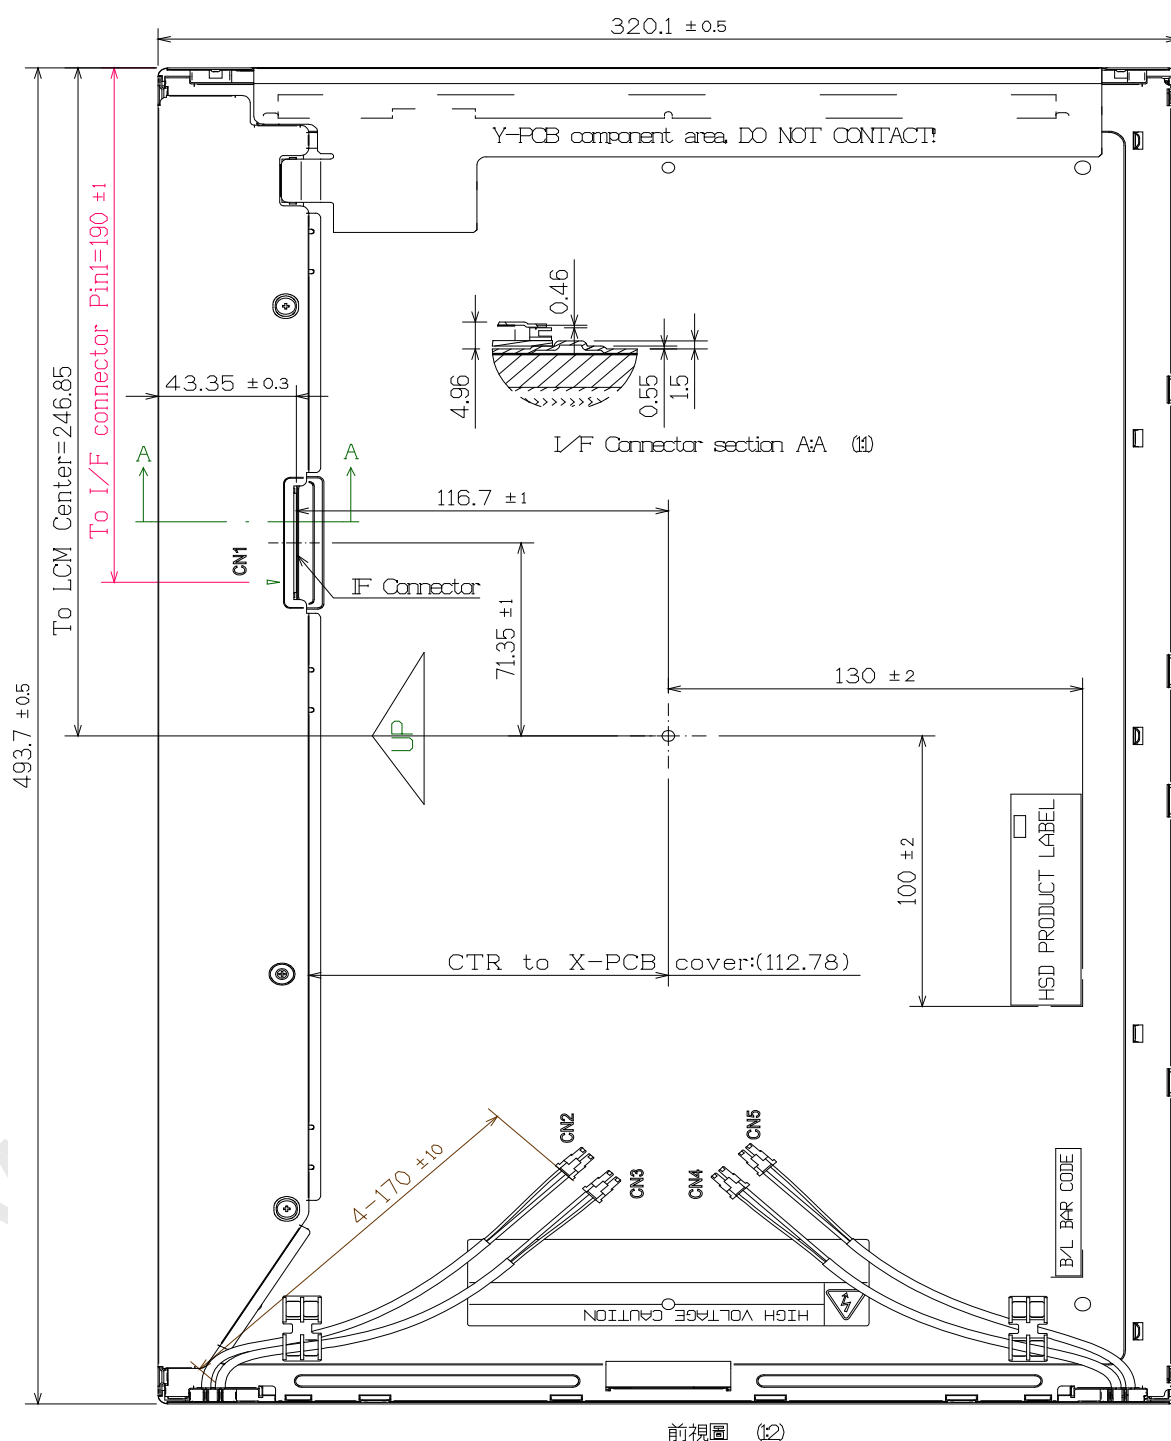 320.1 ±0.5
Y-PCB component area, DO NOT CONTACT!
To I/F connector Pin1=190 ±1
To LCM Center=246.85
493.7 ±0.5
0.46
4.96
0.55
1.5
43.35 ±0.3
I/F Connector section A:A (1:1)
A
A
116.7 ±1
CN1
IF Connector
71.35 ±1
130 ±2
UP
100 ±2
HSD PRODUCT LABEL
CTR to X-PCB cover:(112.78)
4-170 ±10
CN2
CN3
CN4
CN5
B/L BAR CODE
HIGH VOLTAGE CAUTION
前視圖 (1:2)